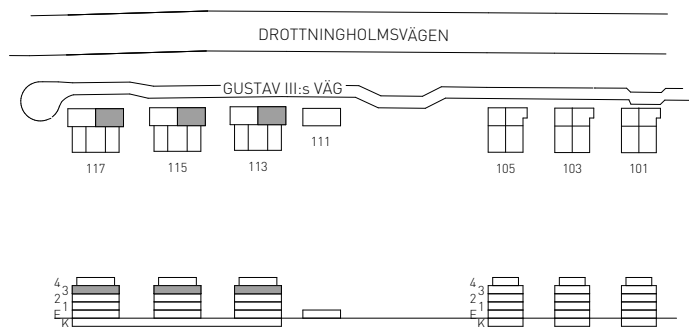 DROTTNINGHOLMSVÄGEN
GUSTAV III:s VÄG
117 115 113 111 105 103 101
4 4
3 3
2 2
1 1
E E
K K